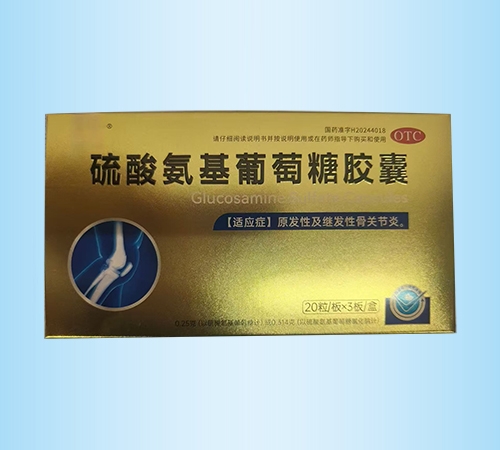 ®
国药准字H20244018
请仔细阅读说明书并按说明使用或在药师指导下购买和使用
OTC
硫酸氨基葡萄糖胶囊
Glucosamine
【适应症】原发性及继发性骨关节炎。
20粒/板×3板/盒